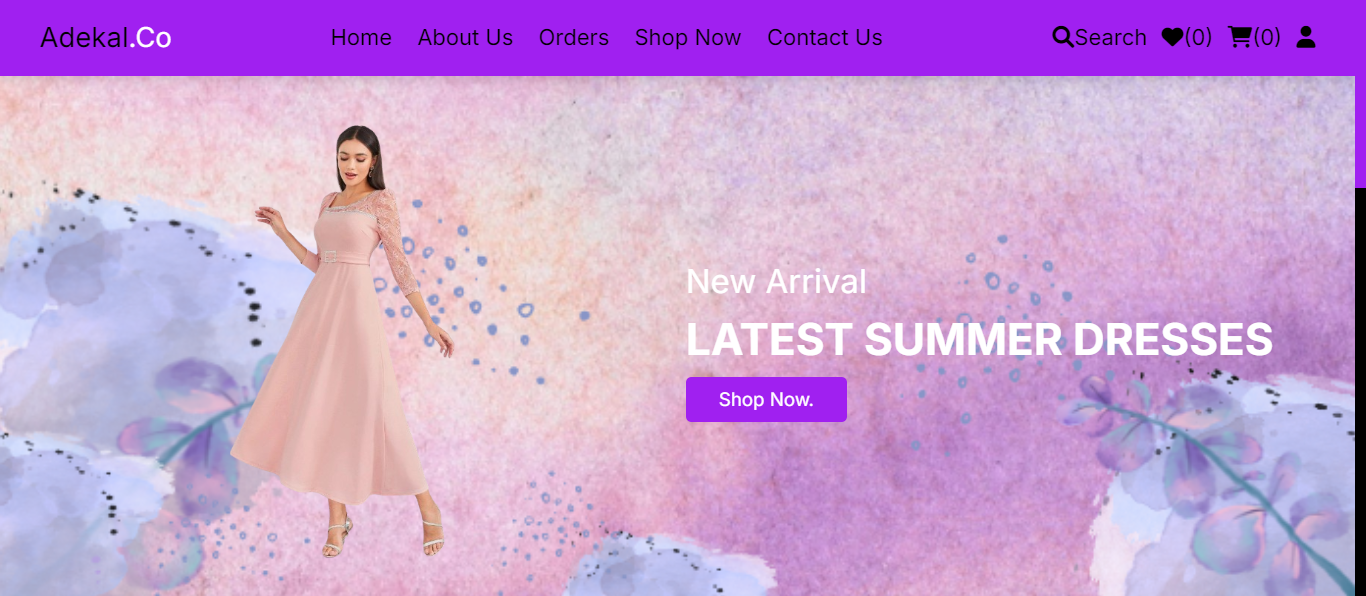 Adekal.Co Home About Us Orders Shop Now Contact Us Search (0) (0)
New Arrival
LATEST SUMMER DRESSES
Shop Now.